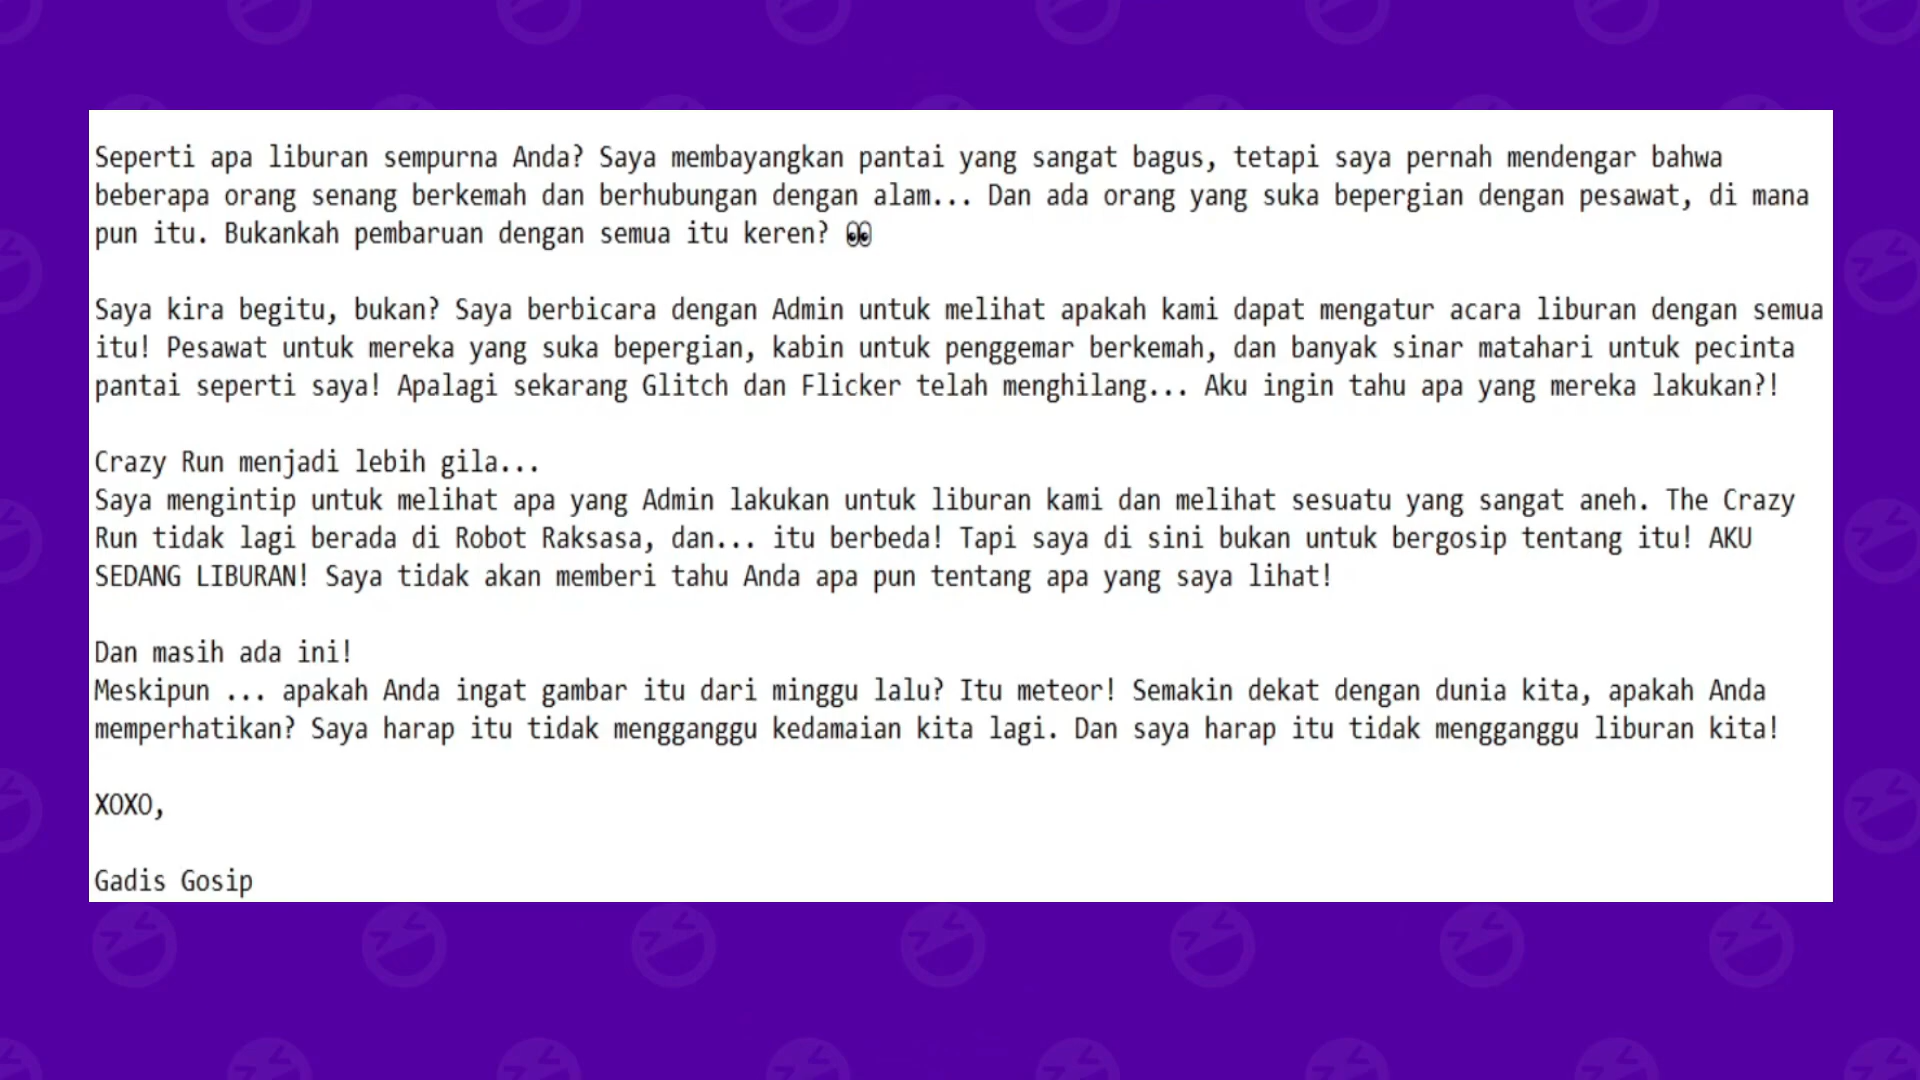 Seperti apa liburan sempurna Anda? Saya membayangkan pantai yang sangat bagus, tetapi saya pernah mendengar bahwa
beberapa orang senang berkemah dan berhubungan dengan alam... Dan ada orang yang suka bepergian dengan pesawat, di mana
pun itu. Bukankah pembaruan dengan semua itu keren? 👀
Saya kira begitu, bukan? Saya berbicara dengan Admin untuk melihat apakah kami dapat mengatur acara liburan dengan semua
itu! Pesawat untuk mereka yang suka bepergian, kabin untuk penggemar berkemah, dan banyak sinar matahari untuk pecinta
pantai seperti saya! Apalagi sekarang Glitch dan Flicker telah menghilang... Aku ingin tahu apa yang mereka lakukan?!
Crazy Run menjadi lebih gila...
Saya mengintip untuk melihat apa yang Admin lakukan untuk liburan kami dan melihat sesuatu yang sangat aneh. The Crazy
Run tidak lagi berada di Robot Raksasa, dan... itu berbeda! Tapi saya di sini bukan untuk bergosip tentang itu! AKU
SEDANG LIBURAN! Saya tidak akan memberi tahu Anda apa pun tentang apa yang saya lihat!
Dan masih ada ini!
Meskipun ... apakah Anda ingat gambar itu dari minggu lalu? Itu meteor! Semakin dekat dengan dunia kita, apakah Anda
memperhatikan? Saya harap itu tidak mengganggu kedamaian kita lagi. Dan saya harap itu tidak mengganggu liburan kita!
XOXO,
Gadis Gosip